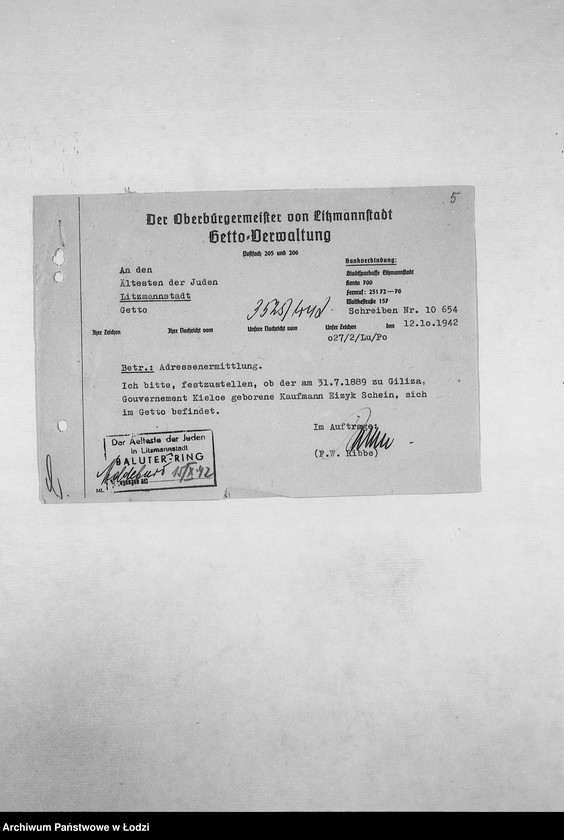 5
Der Oberbürgermeister von Litzmannstadt
Getto-Verwaltung
Postfach 205 und 206
Bankverbindung:
Stadtsparkasse Litzmannstadt
Konto 700
Fernruf: 251 72—76
Moltkestraße 157
An den
Ältesten der Juden
Litzmannstadt
Getto
Schreiben Nr. 10 654
Ihre Zeichen Ihre Nachricht vom Unsere Nachricht vom Unser Zeichen den 12.10.1942
027/2/Lu/Po
Betr.: Adressenermittlung.
Ich bitte, festzustellen, ob der am 31.7.1889 zu Giliza,
Gouvernement Kielce geborene Kaufmann Eizyk Schein, sich
im Getto befindet.
Im Auftrage:
(F.W. Ribbe)
Der Aelteste der Juden
in Litzmannstadt
BALUTER-RING
15/X 42
Archiwum Państwowe w Łodzi